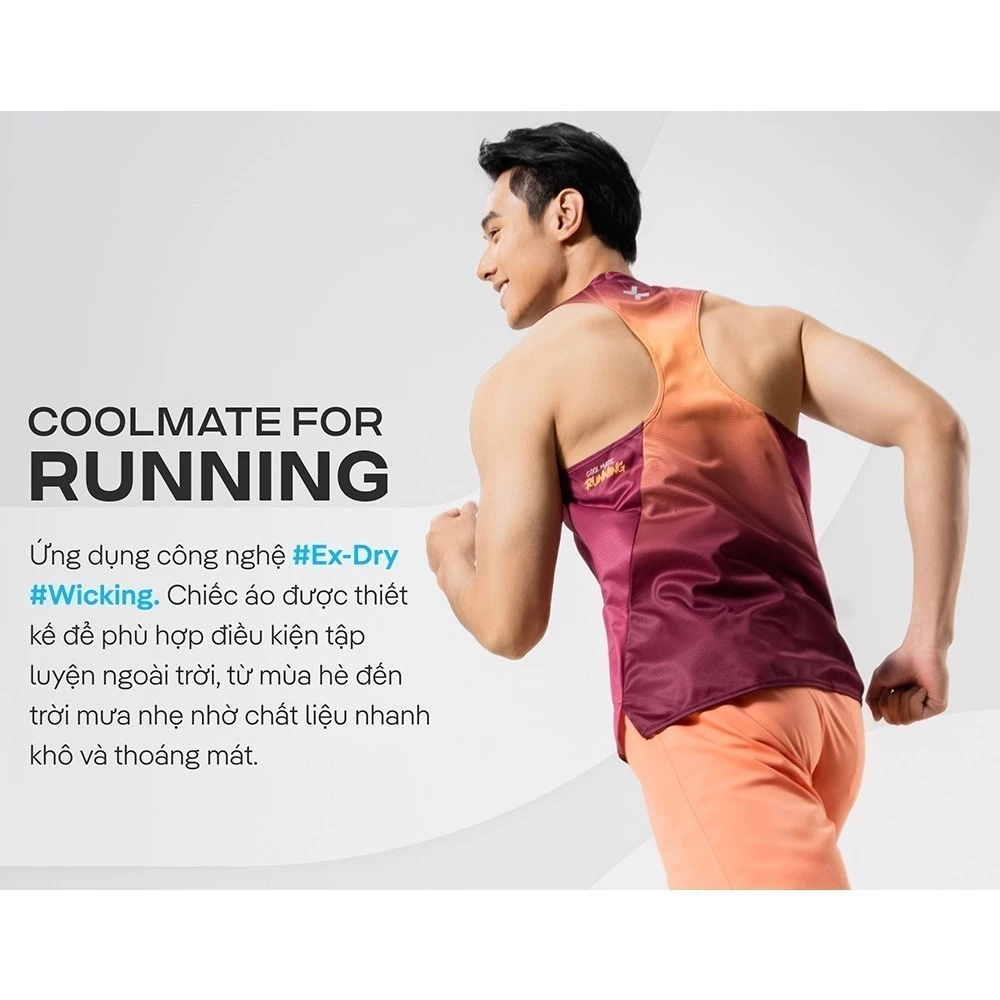 COOLMATE FOR
RUNNING
Ứng dụng công nghệ #Ex-Dry
#Wicking. Chiếc áo được thiết
kế để phù hợp điều kiện tập
luyện ngoài trời, từ mùa hè đến
trời mưa nhẹ nhờ chất liệu nhanh
khô và thoáng mát.
COOL MATE
RUNNING